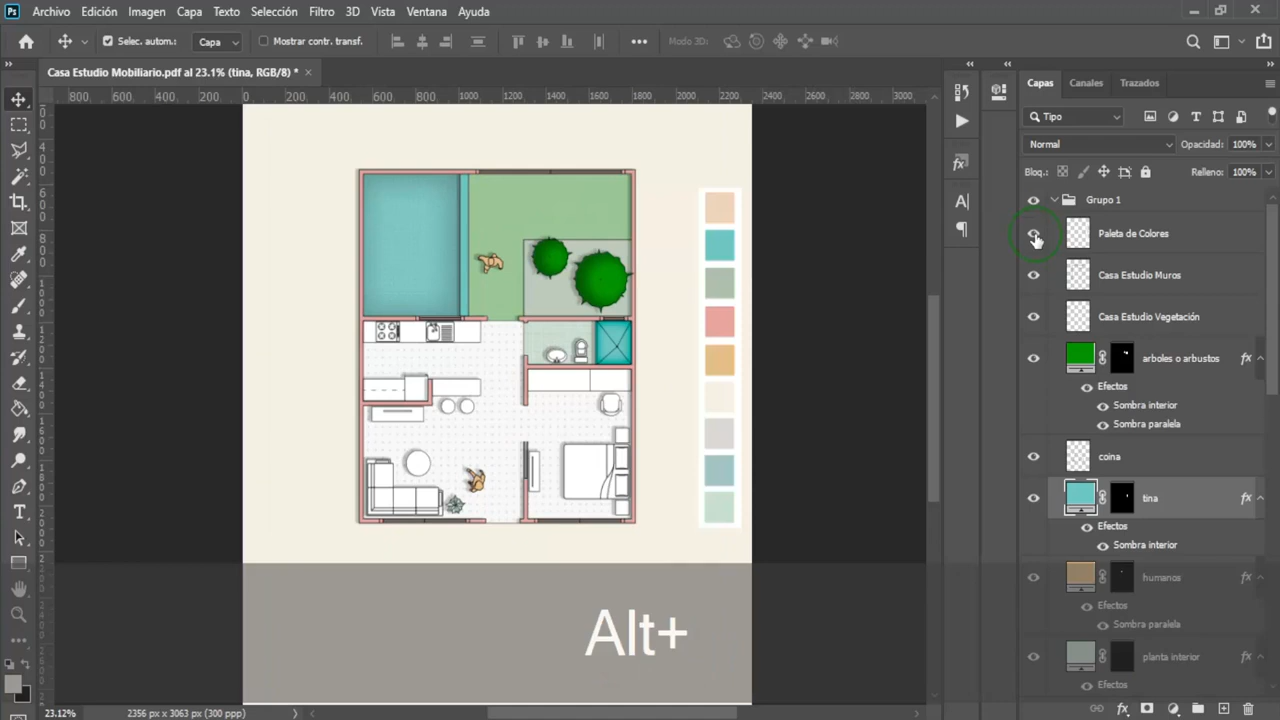 Ps Archivo Edición Imagen Capa Texto Selección Filtro 3D Vista Ventana Ayuda
Selec. autom.: Capa Mostrar contr. transf. Modo 3D:
Casa Estudio Mobiliario.pdf al 23.1% (tina, RGB/8) *
800 600 400 200 0 200 400 600 800 1000 1200 1400 1600 1800 2000 2200 2400 2600 2800 3000
Capas Canales Trazados
Tipo
Normal Opacidad: 100%
Bloq.: Relleno: 100%
Grupo 1
Paleta de Colores
Casa Estudio Muros
Casa Estudio Vegetación
arboles o arbustos fx
Efectos
Sombra interior
Sombra paralela
coina
tina fx
Efectos
Sombra interior
humanos fx
Efectos
Sombra paralela
planta interior fx
Efectos
Alt+
23.12% 2356 px x 3063 px (300 ppp)